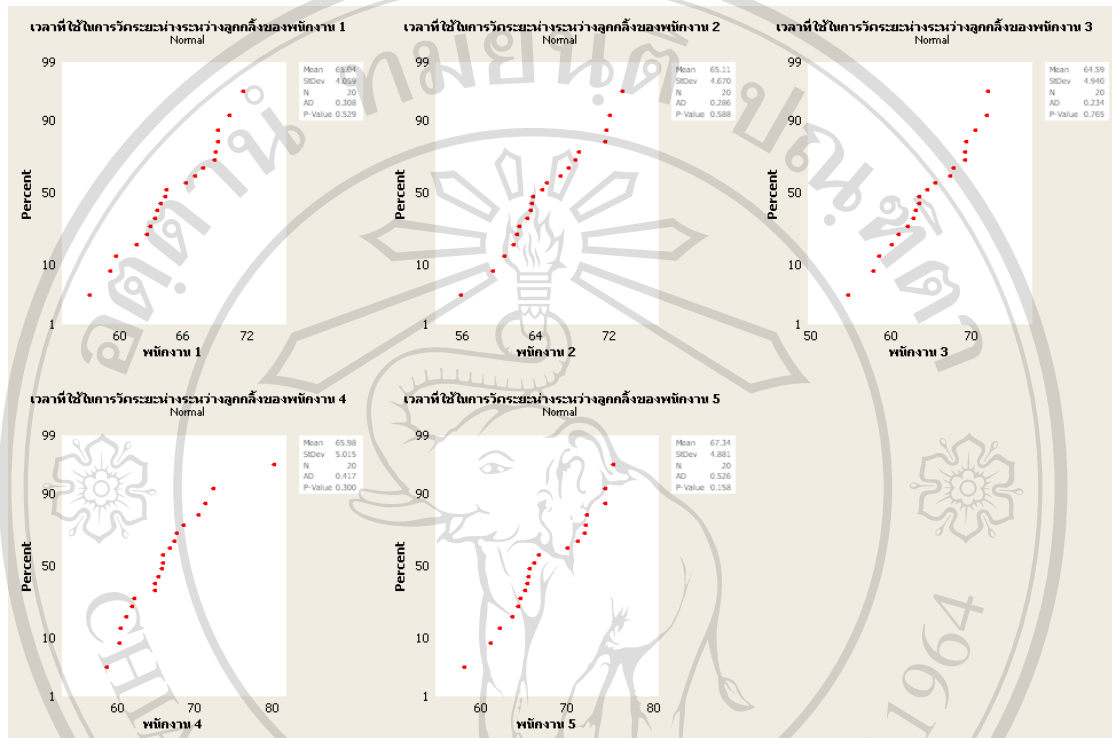 เวลาที่ใช้ในการวัดระยะห่างระหว่างลูกกลิ้งของพนักงาน 1
Normal
99
90
50
10
1
Percent
60 66 72
พนักงาน 1
Mean 65.04
StDev 4.059
N 20
AD 0.308
P-Value 0.529
เวลาที่ใช้ในการวัดระยะห่างระหว่างลูกกลิ้งของพนักงาน 2
Normal
99
90
50
10
1
Percent
56 64 72
พนักงาน 2
Mean 65.11
StDev 4.670
N 20
AD 0.286
P-Value 0.588
เวลาที่ใช้ในการวัดระยะห่างระหว่างลูกกลิ้งของพนักงาน 3
Normal
99
90
50
10
1
Percent
50 60 70
พนักงาน 3
Mean 64.59
StDev 4.940
N 20
AD 0.234
P-Value 0.765
เวลาที่ใช้ในการวัดระยะห่างระหว่างลูกกลิ้งของพนักงาน 4
Normal
99
90
50
10
1
Percent
60 70 80
พนักงาน 4
Mean 65.98
StDev 5.015
N 20
AD 0.417
P-Value 0.300
เวลาที่ใช้ในการวัดระยะห่างระหว่างลูกกลิ้งของพนักงาน 5
Normal
99
90
50
10
1
Percent
60 70 80
พนักงาน 5
Mean 67.34
StDev 4.881
N 20
AD 0.526
P-Value 0.158
1964